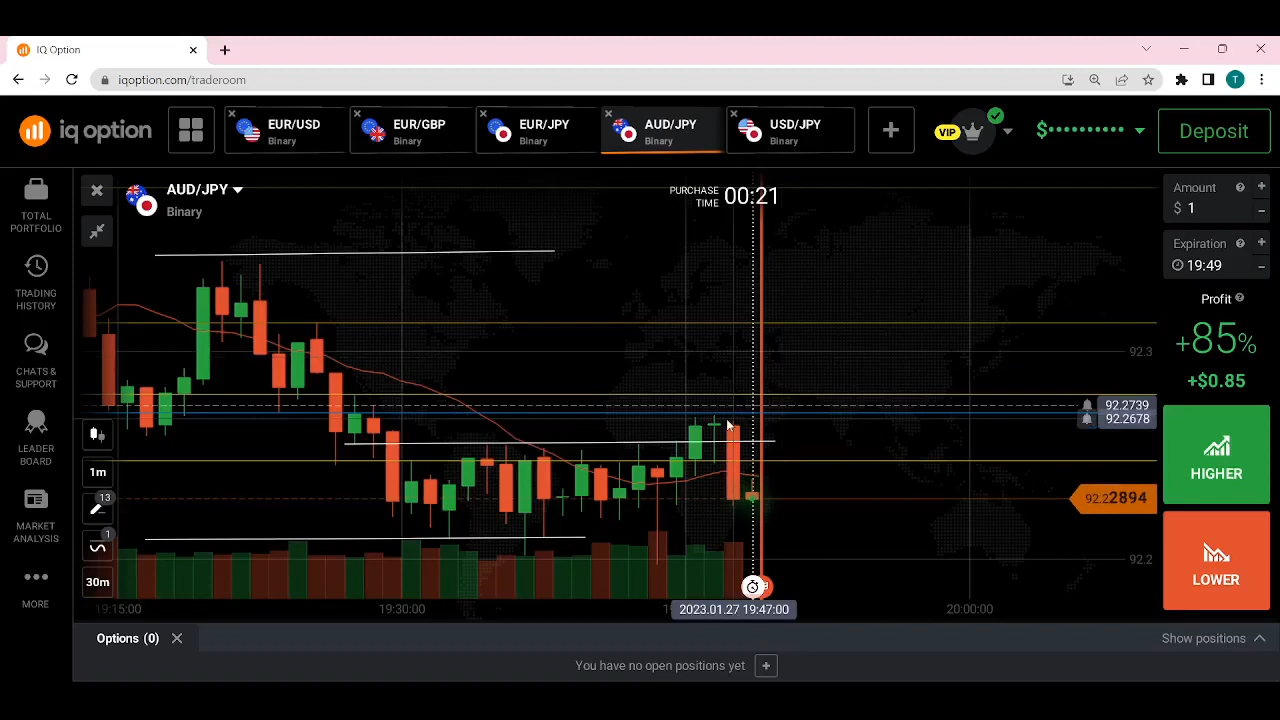 IQ Option
iqoption.com/traderoom
T
iq option
EUR/USD
Binary
EUR/GBP
Binary
EUR/JPY
Binary
AUD/JPY
Binary
USD/JPY
Binary
VIP
$••••••••••
Deposit
TOTAL
PORTFOLIO
TRADING
HISTORY
CHATS &
SUPPORT
LEADER
BOARD
MARKET
ANALYSIS
MORE
AUD/JPY
Binary
PURCHASE
TIME
00:21
1m
13
1
30m
92.3
92.2739
92.2678
92.22894
92.2
19:15:00
19:30:00
2023.01.27 19:47:00
20:00:00
Amount
$ 1
Expiration
19:49
Profit
+85%
+$0.85
HIGHER
LOWER
Options (0)
Show positions
You have no open positions yet